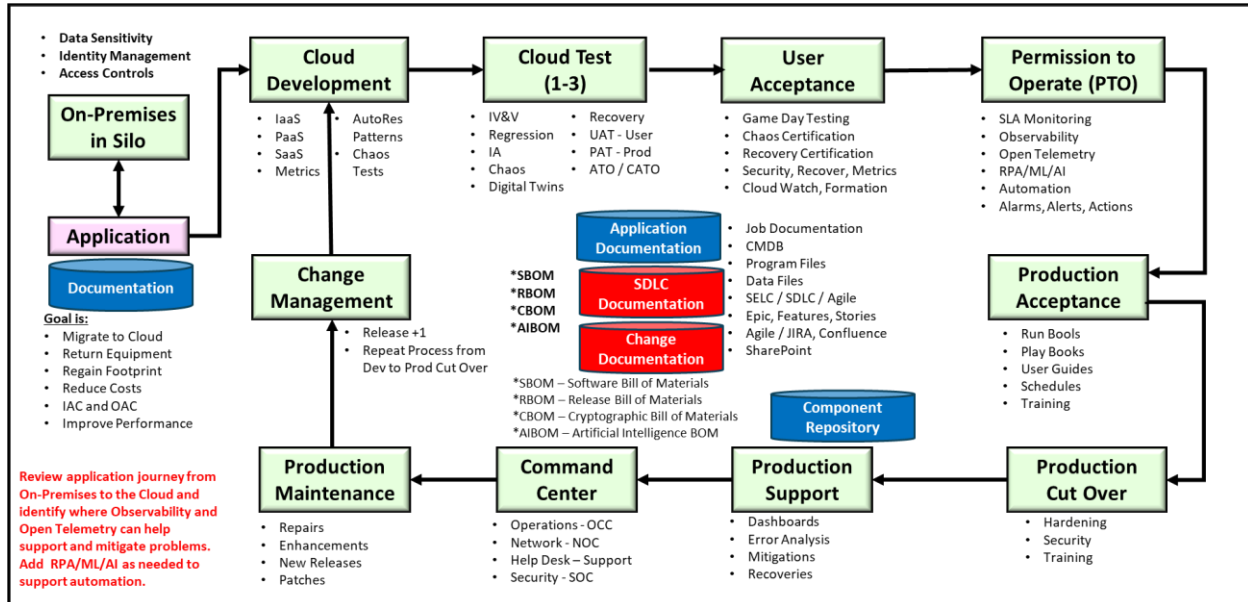 • Data Sensitivity
• Identity Management
• Access Controls
On-Premises
in Silo
Application
Documentation
Goal is:
• Migrate to Cloud
• Return Equipment
• Regain Footprint
• Reduce Costs
• IAC and OAC
• Improve Performance
Review application journey from
On-Premises to the Cloud and
identify where Observability and
Open Telemetry can help
support and mitigate problems.
Add RPA/ML/AI as needed to
support automation.
Cloud
Development
• IaaS
• PaaS
• SaaS
• Metrics
• AutoRes
Patterns
• Chaos
Tests
Cloud Test
(1-3)
• IV&V
• Regression
• IA
• Chaos
• Digital Twins
• Recovery
• UAT - User
• PAT - Prod
• ATO / CATO
User
Acceptance
• Game Day Testing
• Chaos Certification
• Recovery Certification
• Security, Recover, Metrics
• Cloud Watch, Formation
Permission to
Operate (PTO)
• SLA Monitoring
• Observability
• Open Telemetry
• RPA/ML/AI
• Automation
• Alarms, Alerts, Actions
Change
Management
• Release +1
• Repeat Process from
Dev to Prod Cut Over
*SBOM
*RBOM
*CBOM
*AIBOM
Application
Documentation
SDLC
Documentation
Change
Documentation
• Job Documentation
• CMDB
• Program Files
• Data Files
• SELC / SDLC / Agile
• Epic, Features, Stories
• Agile / JIRA, Confluence
• SharePoint
*SBOM – Software Bill of Materials
*RBOM – Release Bill of Materials
*CBOM – Cryptographic Bill of Materials
*AIBOM – Artificial Intelligence BOM
Component
Repository
Production
Acceptance
• Run Bools
• Play Books
• User Guides
• Schedules
• Training
Production
Maintenance
• Repairs
• Enhancements
• New Releases
• Patches
Command
Center
• Operations - OCC
• Network - NOC
• Help Desk – Support
• Security - SOC
Production
Support
• Dashboards
• Error Analysis
• Mitigations
• Recoveries
Production
Cut Over
• Hardening
• Security
• Training